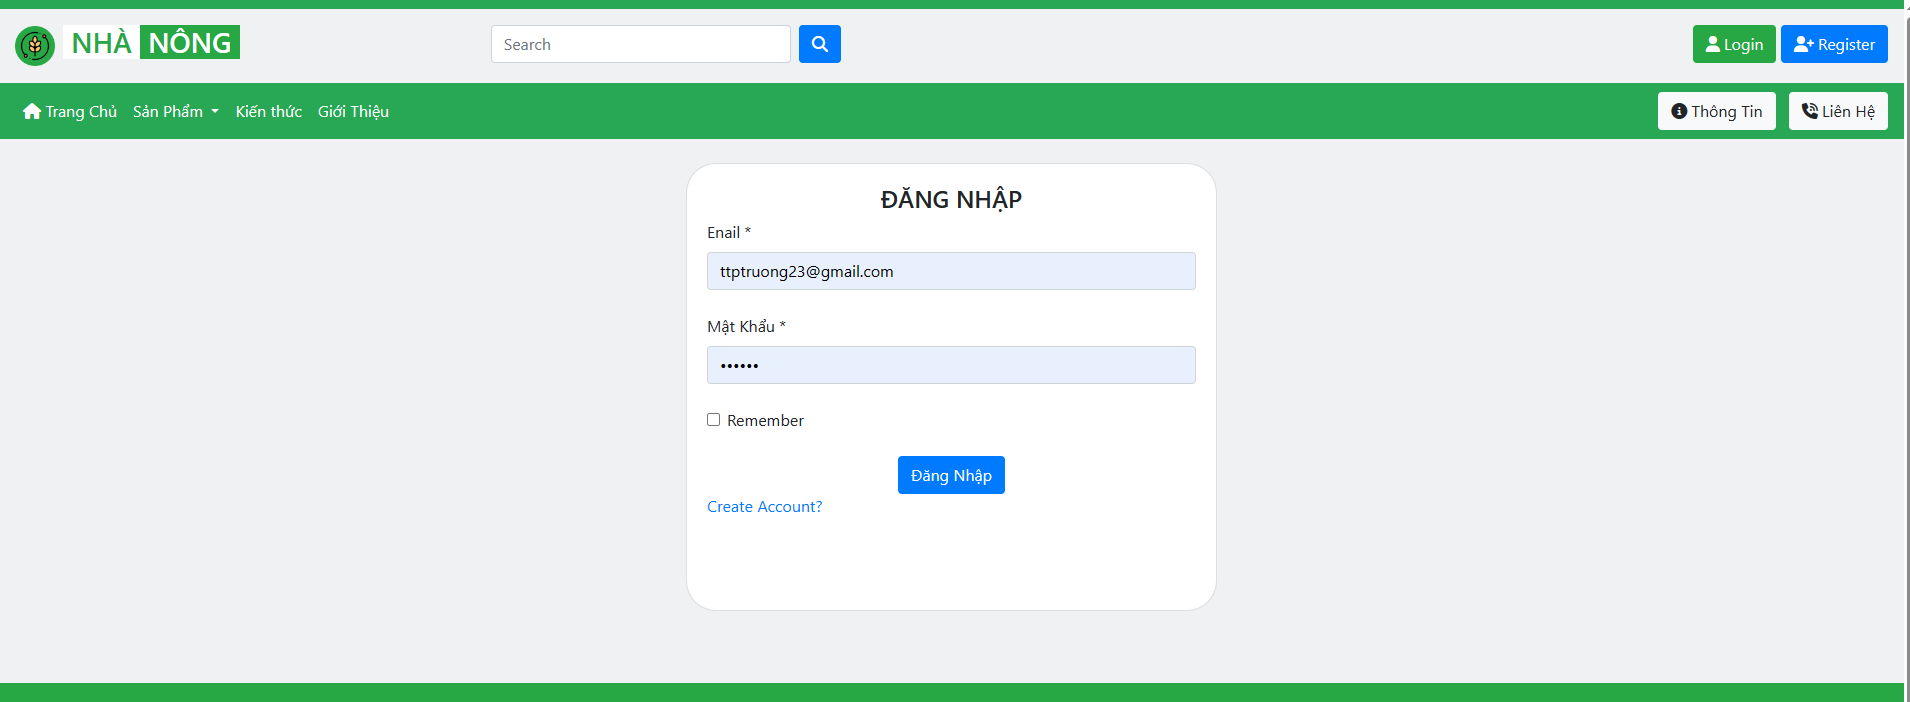 NHÀ NÔNG
Search
Login
Register
Trang Chủ
Sản Phẩm
Kiến thức
Giới Thiệu
Thông Tin
Liên Hệ
ĐĂNG NHẬP
Enail *
ttptruong23@gmail.com
Mật Khẩu *
••••••
Remember
Đăng Nhập
Create Account?